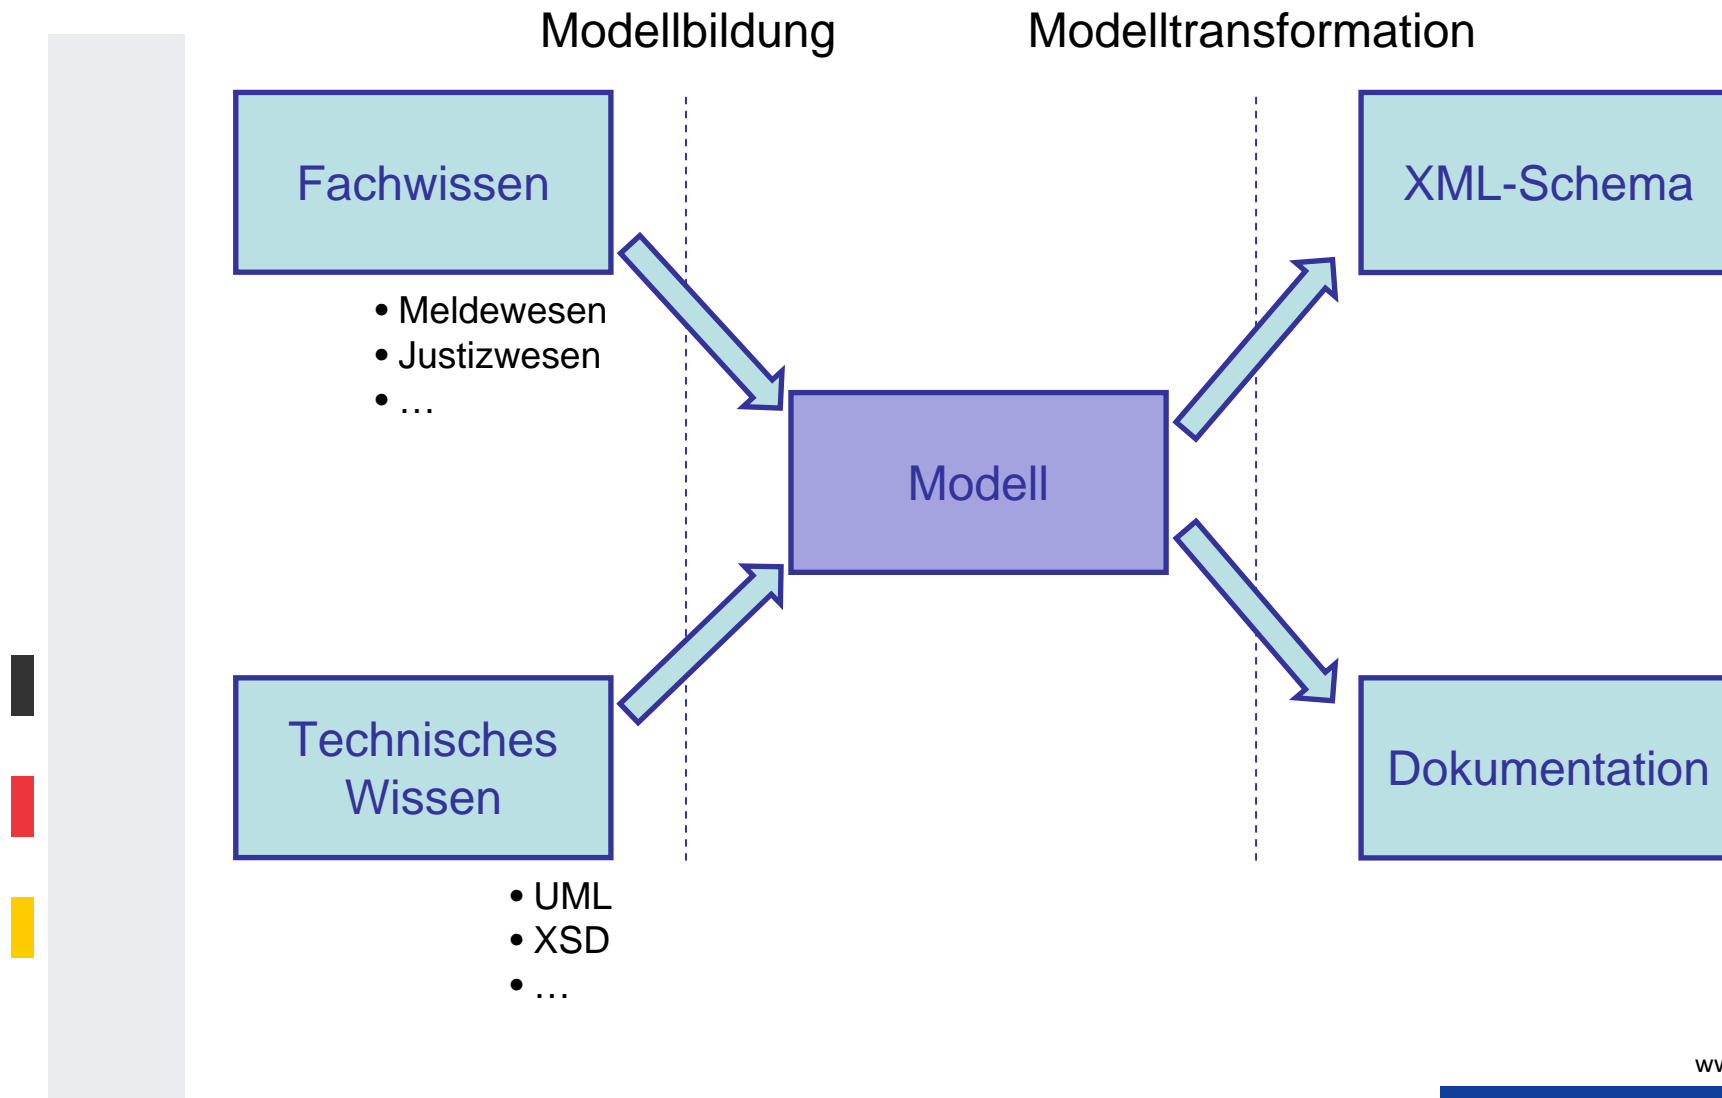 Modellbildung
Modelltransformation
Fachwissen
XML-Schema
• Meldewesen
• Justizwesen
• …
Modell
Technisches
Wissen
Dokumentation
• UML
• XSD
• …